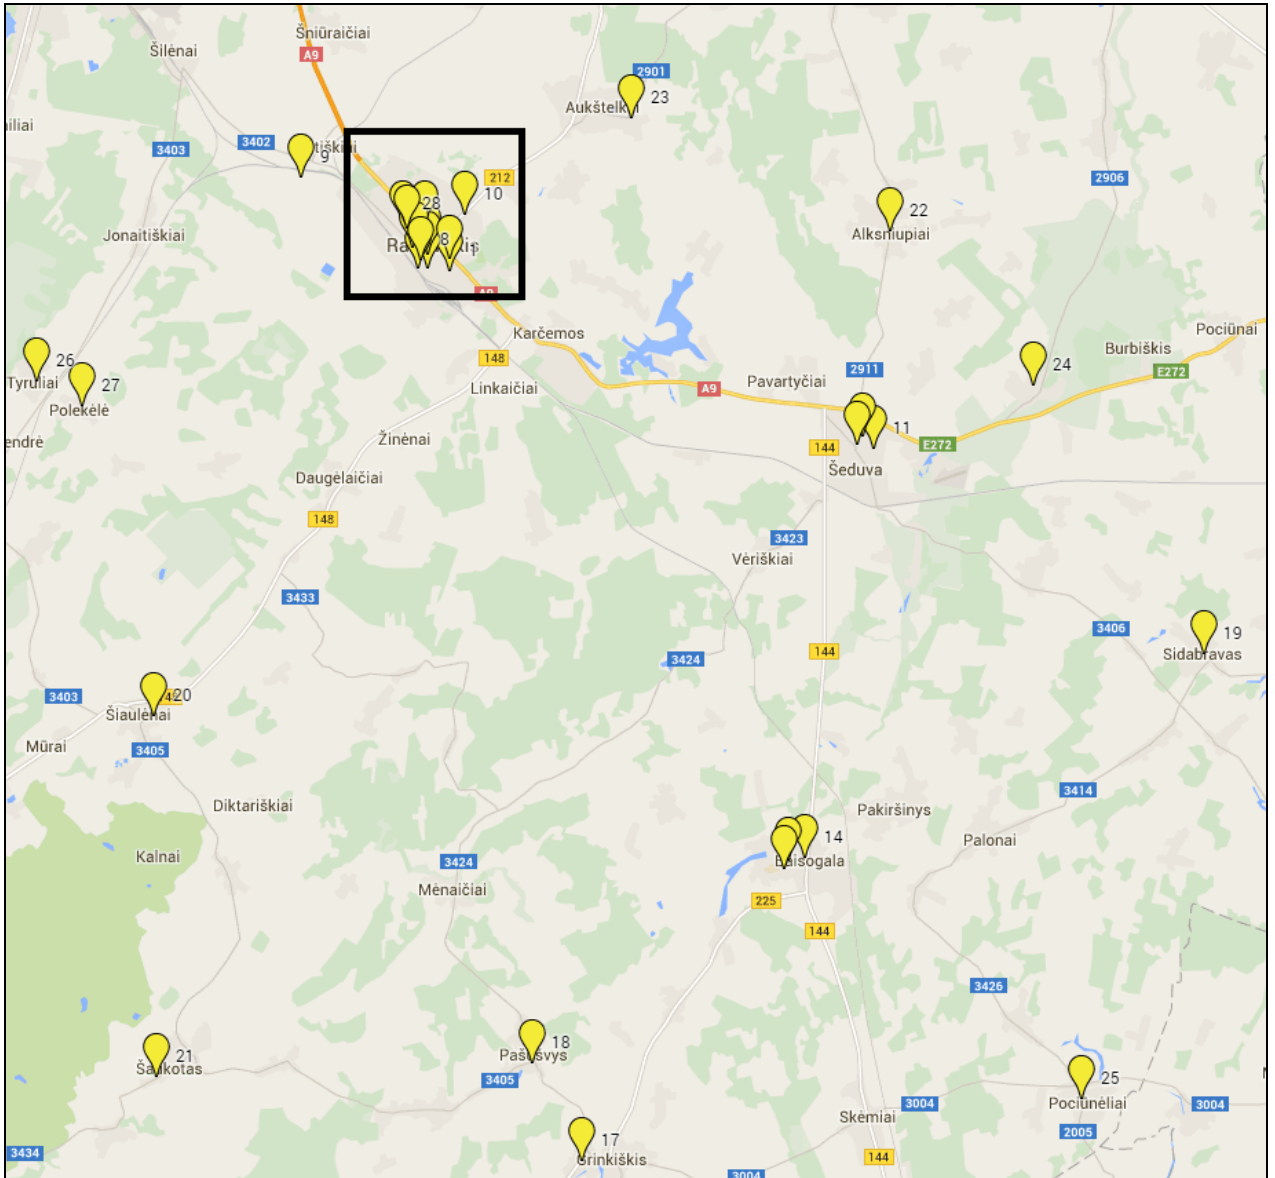 Šniūraičiai
Šilėnai
A9
2901
23
Aukštelk
iliai
3402
3403
9
tiškiai
212
10
2906
28
22
Jonaitiškiai
8
Alksniupiai
A9
Karčemos
Pociūnai
148
Burbiškis
26
24
Tyruliai
27
2911
E272
Linkaičiai
A9
Pavartyčiai
Polekėlė
endrė
Žinėnai
11
144
E272
Šeduva
Daugėlaičiai
148
3423
Vėriškiai
3433
3406
19
144
Sidabravas
3424
3403
20
Šiaulėnai
Mūrai
3405
3414
Diktariškiai
Pakiršinys
14
Palonai
Kalnai
3424
Baisogala
Mėnaičiai
225
144
3426
18
21
Pašušvys
Šaukotas
3405
25
3004
Pociūnėliai
3004
Skėmiai
2005
17
3434
Grinkiškis
144
3004